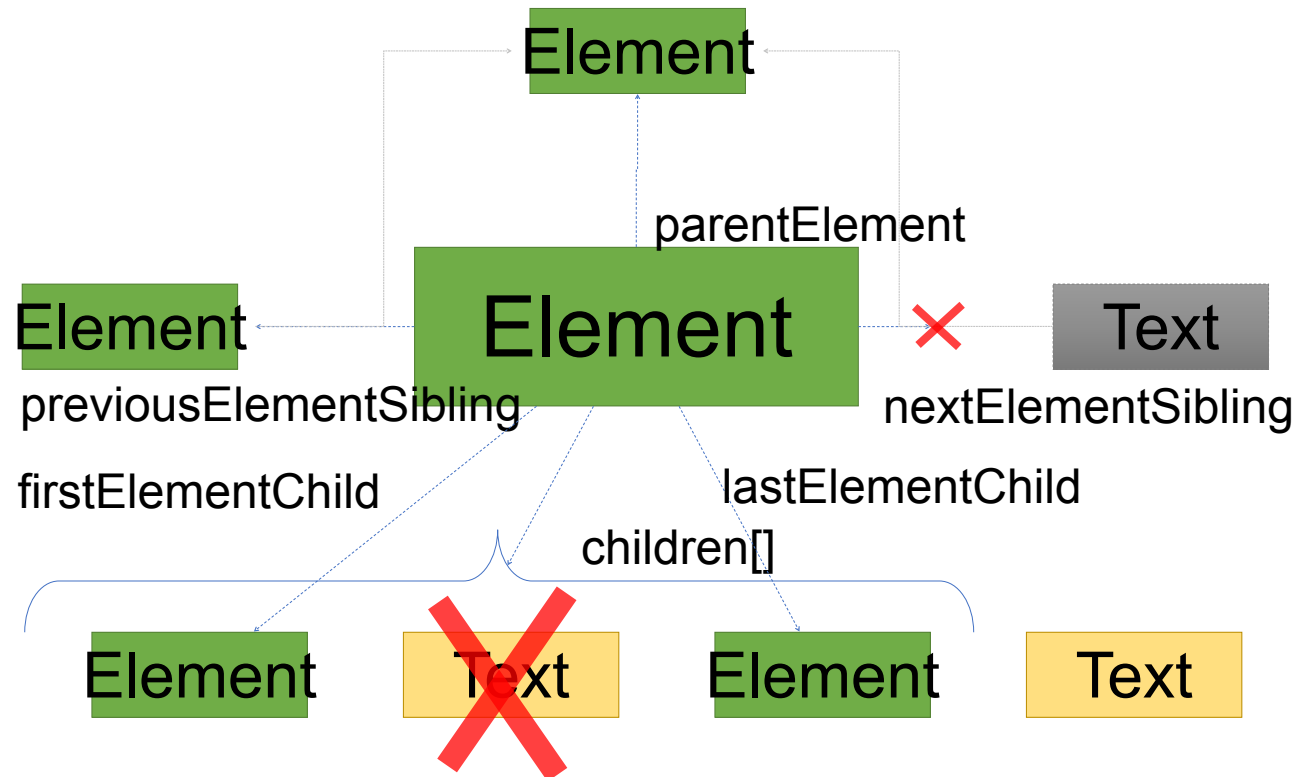 Element
parentElement
Element
Element
Text
previousElementSibling
nextElementSibling
firstElementChild
lastElementChild
children[]
Element
Text
Element
Text